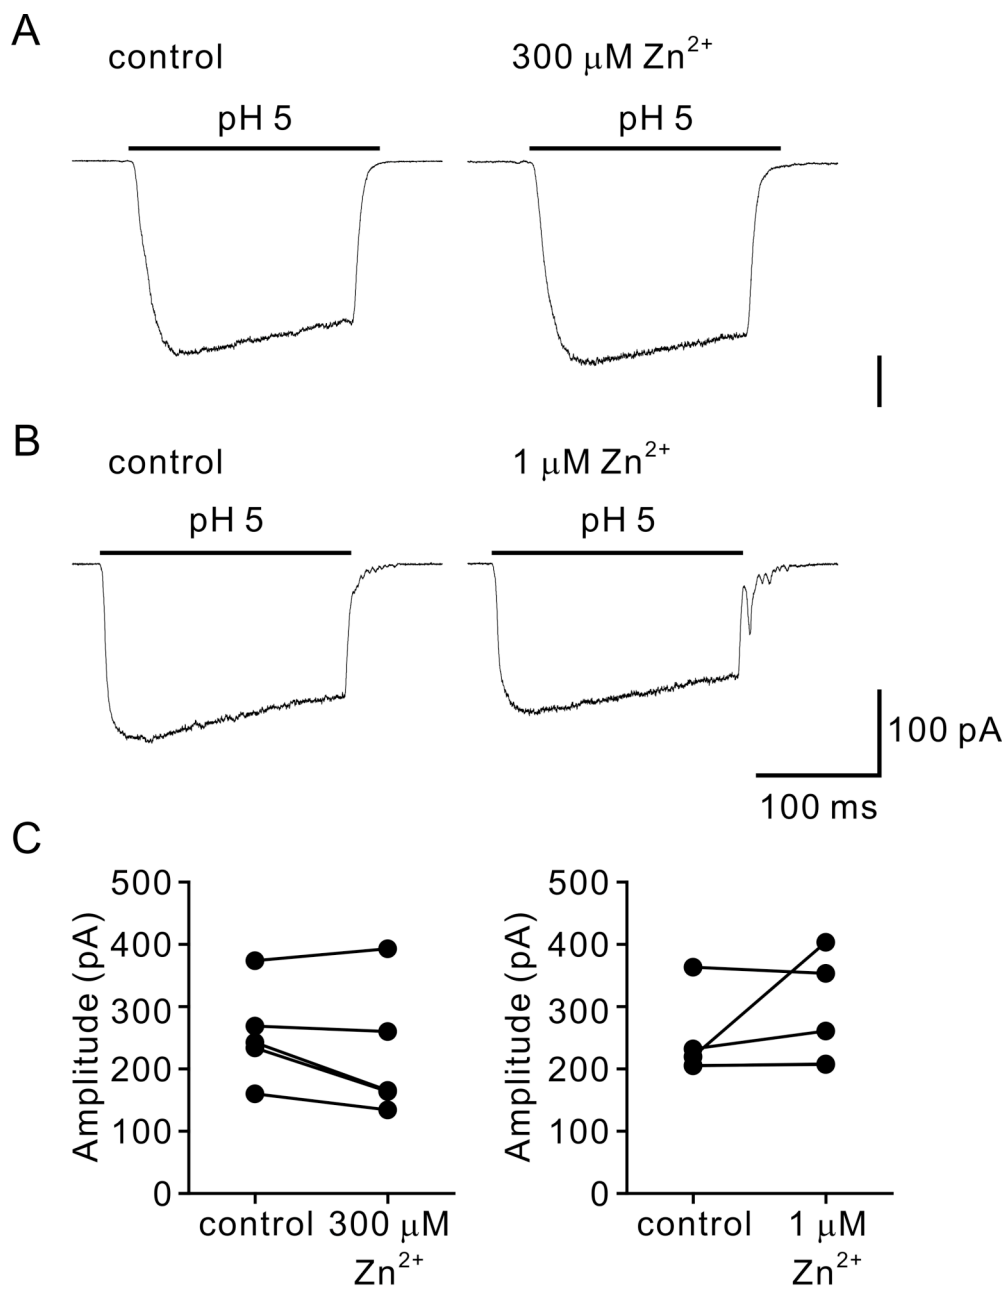 A
control 300 μM Zn²⁺
pH 5 pH 5
B
control 1 μM Zn²⁺
pH 5 pH 5
100 pA
100 ms
C
Amplitude (pA)
500
400
300
200
100
0
control 300 μM
Zn²⁺
Amplitude (pA)
500
400
300
200
100
0
control 1 μM
Zn²⁺